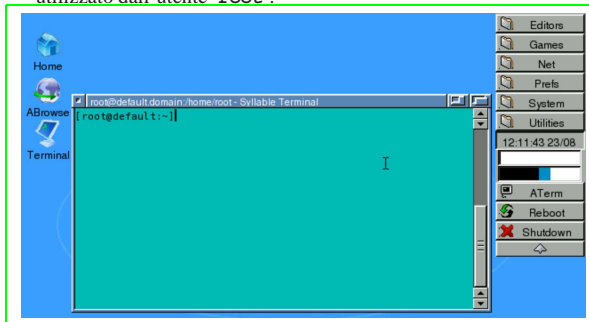 utilizzato dall'utente 'root'.
Home
ABrowse
Terminal
root@default.domain:/home/root - Syllable Terminal
[root@default:~]
Editors
Games
Net
Prefs
System
Utilities
12:11:43 23/08
ATerm
Reboot
Shutdown